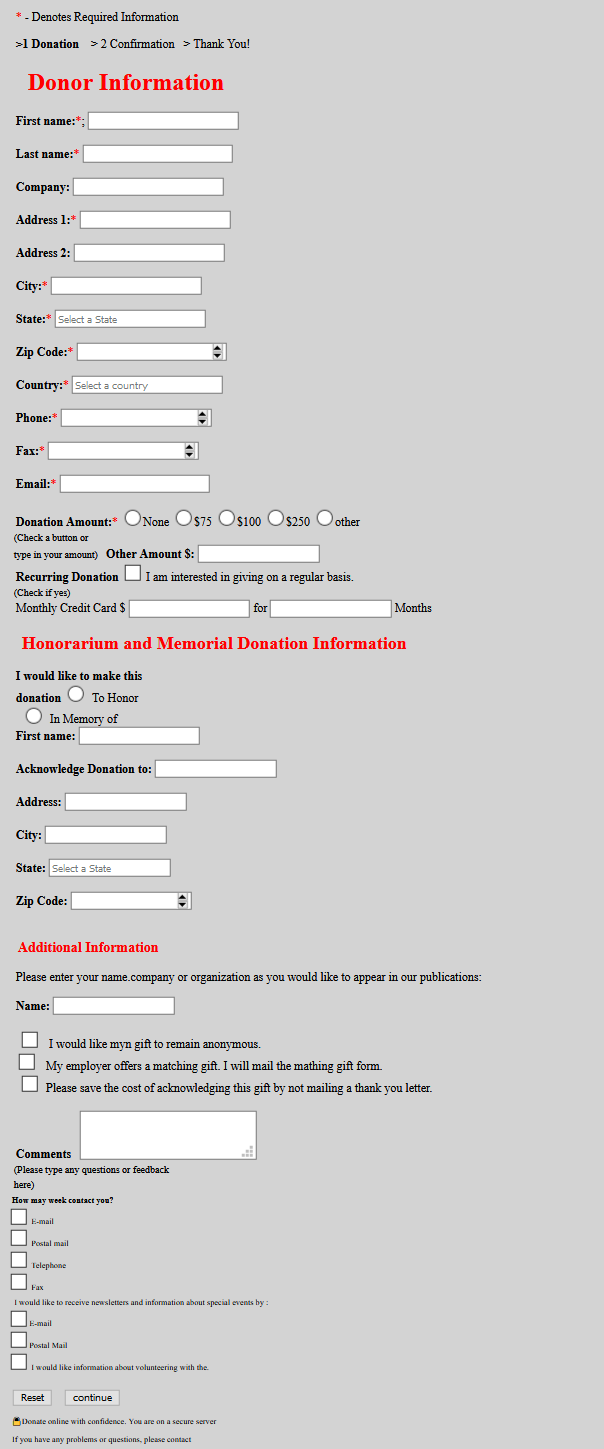 * - Denotes Required Information
>1 Donation > 2 Confirmation > Thank You!
Donor Information
First name:*;
Last name:*
Company:
Address 1:*
Address 2:
City:*
State:* Select a State
Zip Code:*
Country:* Select a country
Phone:*
Fax:*
Email:*
Donation Amount:* None $75 $100 $250 other
(Check a button or
type in your amount) Other Amount $:
Recurring Donation I am interested in giving on a regular basis.
(Check if yes)
Monthly Credit Card $ for Months
Honorarium and Memorial Donation Information
I would like to make this
donation To Honor
In Memory of
First name:
Acknowledge Donation to:
Address:
City:
State: Select a State
Zip Code:
Additional Information
Please enter your name.company or organization as you would like to appear in our publications:
Name:
I would like myn gift to remain anonymous.
My employer offers a matching gift. I will mail the mathing gift form.
Please save the cost of acknowledging this gift by not mailing a thank you letter.
Comments
(Please type any questions or feedback
here)
How may week contact you?
E-mail
Postal mail
Telephone
Fax
I would like to receive newsletters and information about special events by :
E-mail
Postal Mail
I would like information about volunteering with the.
Reset continue
Donate online with confidence. You are on a secure server
If you have any problems or questions, please contact